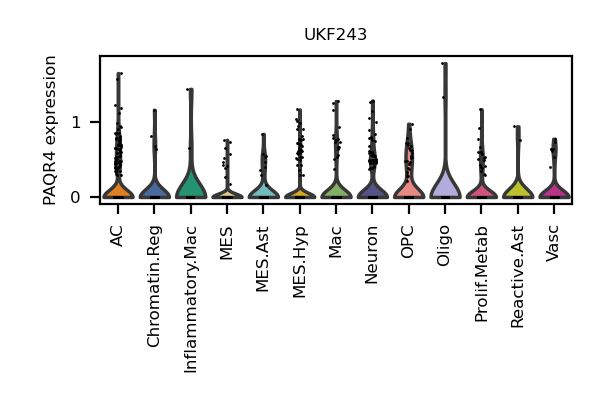 UKF243
PAQR4 expression
1
0
AC
Chromatin.Reg
Inflammatory.Mac
MES
MES.Ast
MES.Hyp
Mac
Neuron
OPC
Oligo
Prolif.Metab
Reactive.Ast
Vasc